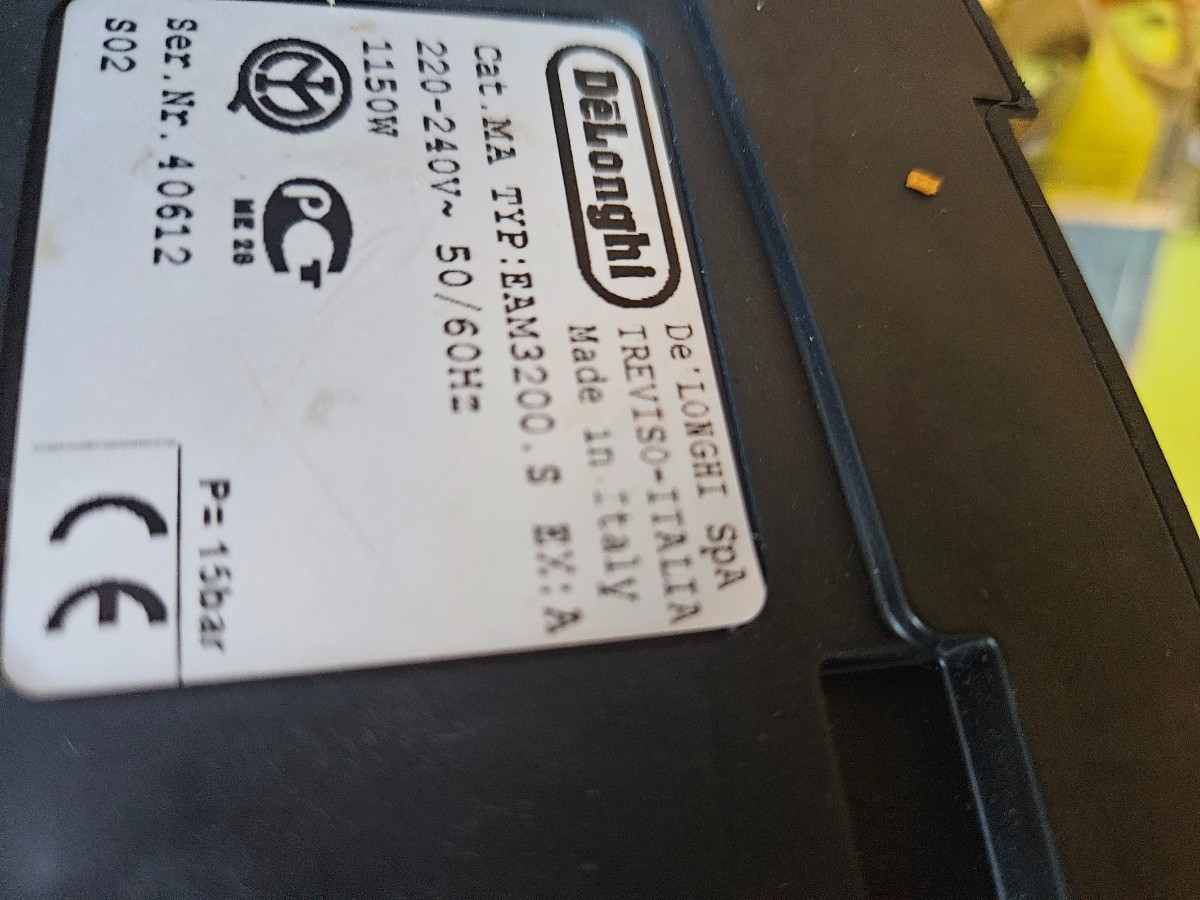 DeLonghi
De'LONGHI SpA
TREVISO-ITALIA
Made in Italy
Cat.MA TYP:EAM3200.S EX:A
220-240V~ 50/60Hz
1150W
PCT
ME 28
Ser.Nr. 40612
S02
P= 15bar
CE